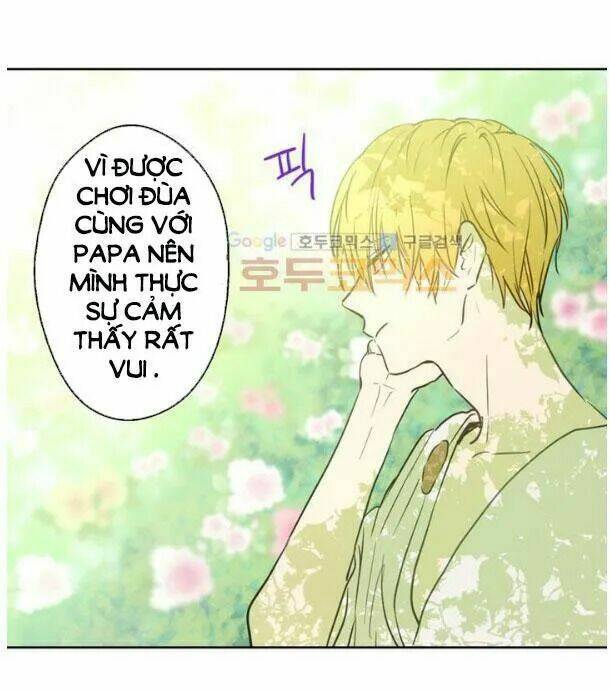 VÌ ĐƯỢC
CHƠI ĐÙA
CÙNG VỚI
PAPA NÊN
MÌNH THỰC
SỰ CẢM
THẤY RẤT
VUI .
픽
Google 호두코믹스 구글검색
호두코믹스